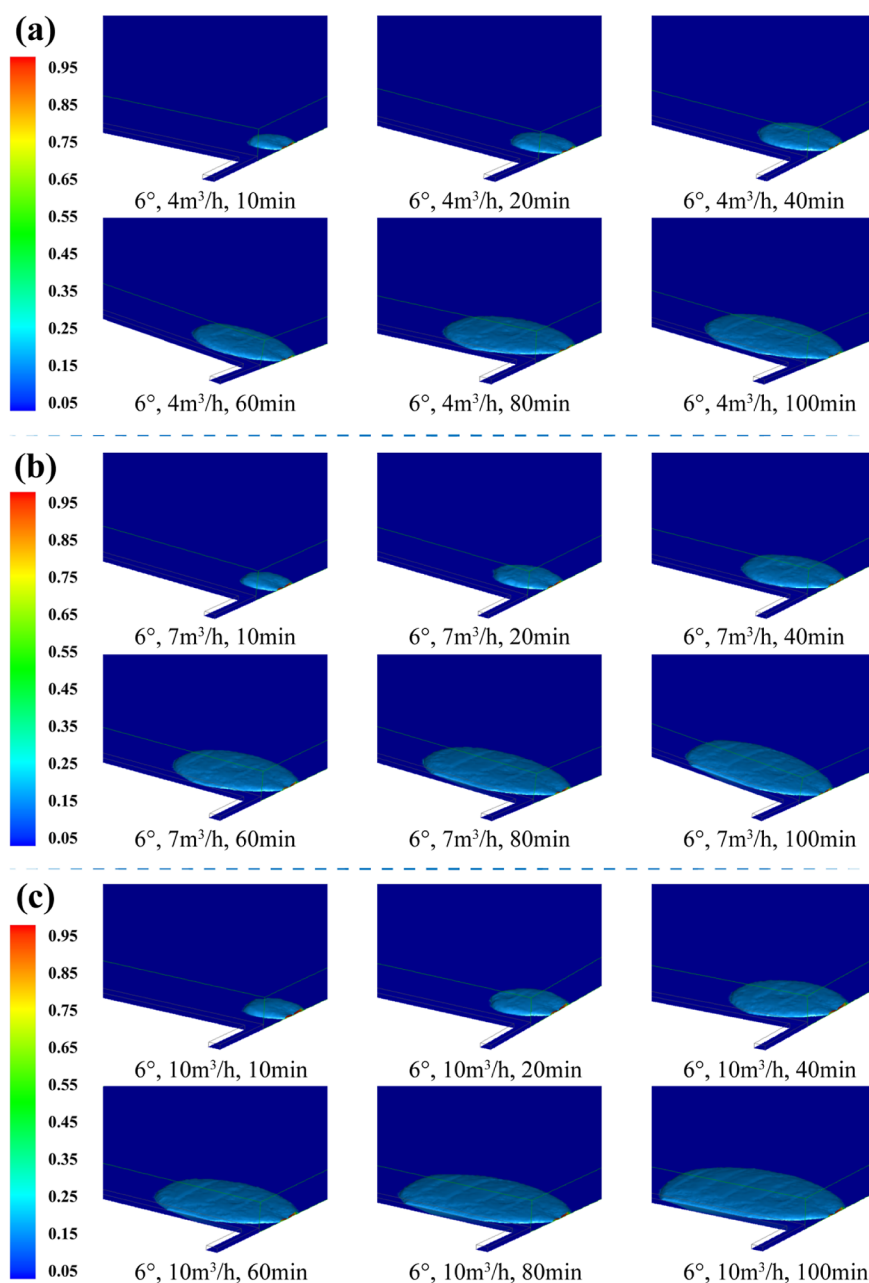 (a)
0.95
0.85
0.75
0.65
0.55
0.45
0.35
0.25
0.15
0.05
6°, 4m³/h, 10min
6°, 4m³/h, 20min
6°, 4m³/h, 40min
6°, 4m³/h, 60min
6°, 4m³/h, 80min
6°, 4m³/h, 100min
(b)
0.95
0.85
0.75
0.65
0.55
0.45
0.35
0.25
0.15
0.05
6°, 7m³/h, 10min
6°, 7m³/h, 20min
6°, 7m³/h, 40min
6°, 7m³/h, 60min
6°, 7m³/h, 80min
6°, 7m³/h, 100min
(c)
0.95
0.85
0.75
0.65
0.55
0.45
0.35
0.25
0.15
0.05
6°, 10m³/h, 10min
6°, 10m³/h, 20min
6°, 10m³/h, 40min
6°, 10m³/h, 60min
6°, 10m³/h, 80min
6°, 10m³/h, 100min